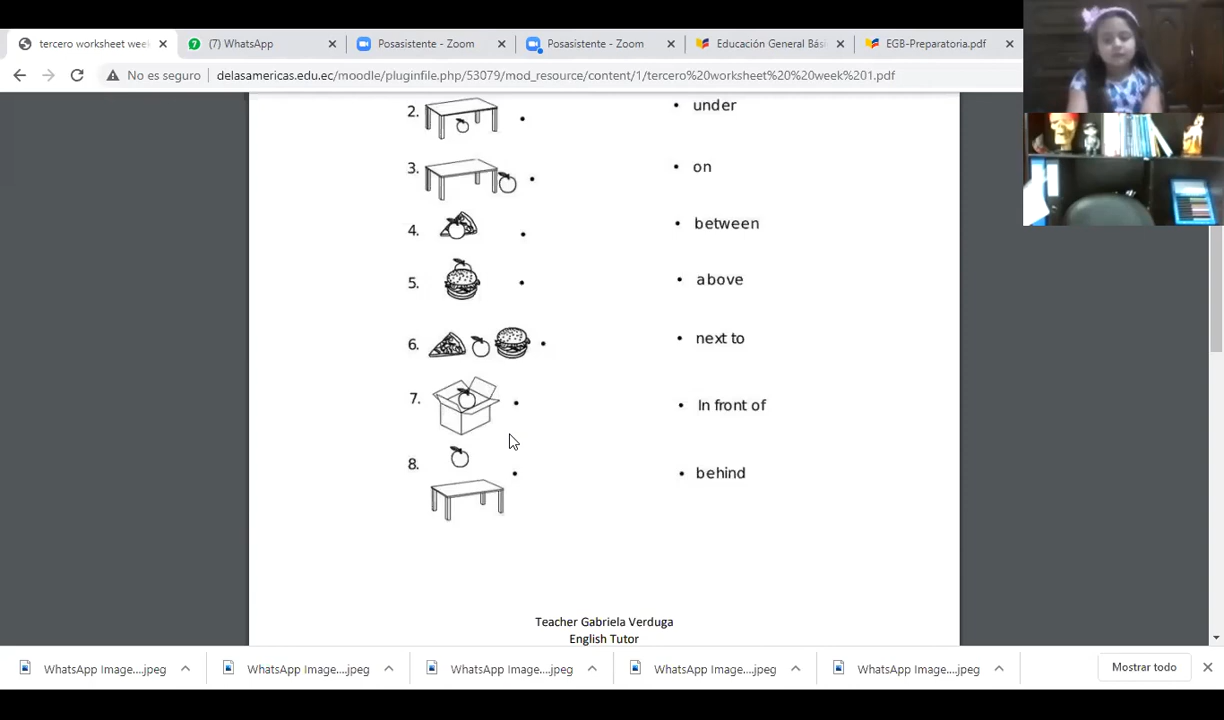 tercero worksheet wee
(7) WhatsApp
Posasistente - Zoom
Posasistente - Zoom
Educación General Bási
EGB-Preparatoria.pdf
No es seguro
delasamericas.edu.ec/moodle/pluginfile.php/53079/mod_resource/content/1/tercero%20worksheet%20%20week%201.pdf
2. • • under
3. • • on
4. • • between
5. • • above
6. • • next to
7. • • In front of
8. • • behind
Teacher Gabriela Verduga
English Tutor
WhatsApp Image....jpeg
WhatsApp Image....jpeg
WhatsApp Image....jpeg
WhatsApp Image....jpeg
WhatsApp Image....jpeg
Mostrar todo